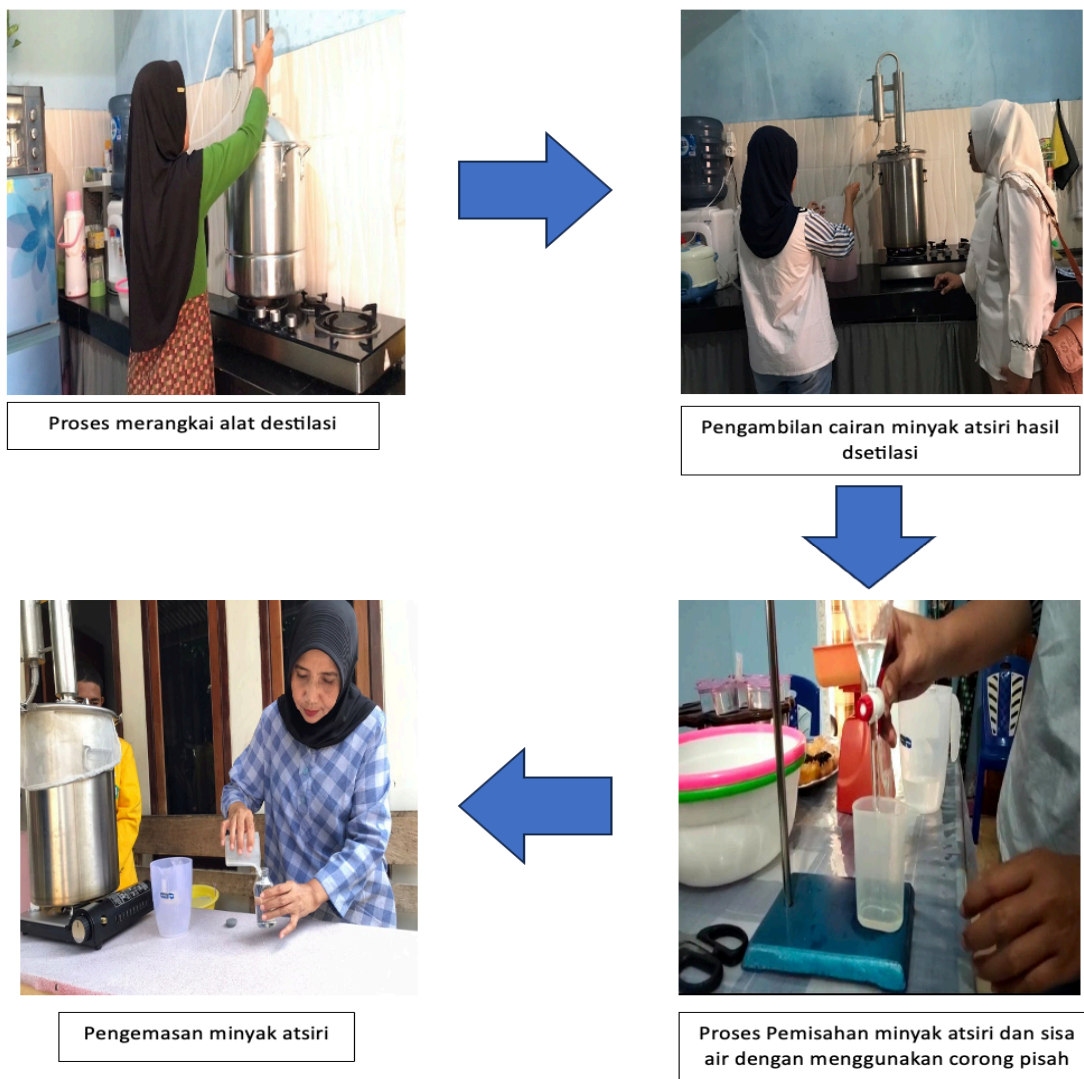 Proses merangkai alat destilasi
Pengambilan cairan minyak atsiri hasil
dsetilasi
Proses Pemisahan minyak atsiri dan sisa
air dengan menggunakan corong pisah
Pengemasan minyak atsiri